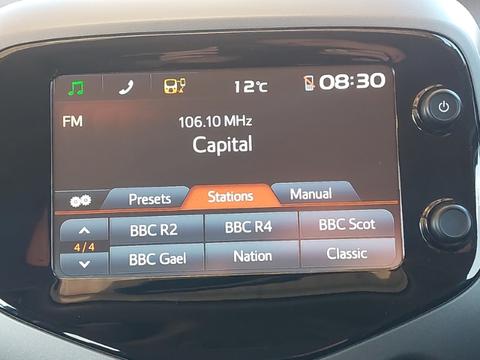 12°C 08:30
FM 106.10 MHz
Capital
Presets Stations Manual
BBC R2 BBC R4 BBC Scot
4/4
BBC Gael Nation Classic